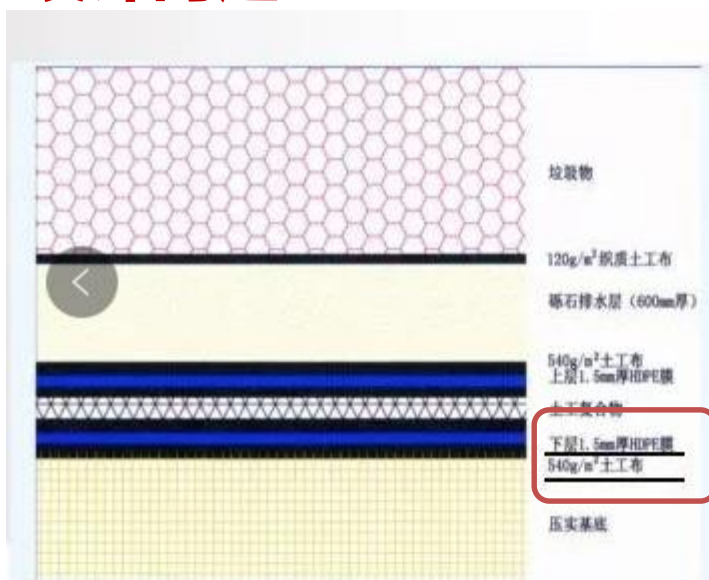 垃圾物
120g/m²织质土工布
砾石排水层（600mm厚）
540g/m²土工布
上层1.5mm厚HDPE膜
土工复合物
下层1.5mm厚HDPE膜
540g/m²土工布
压实基底